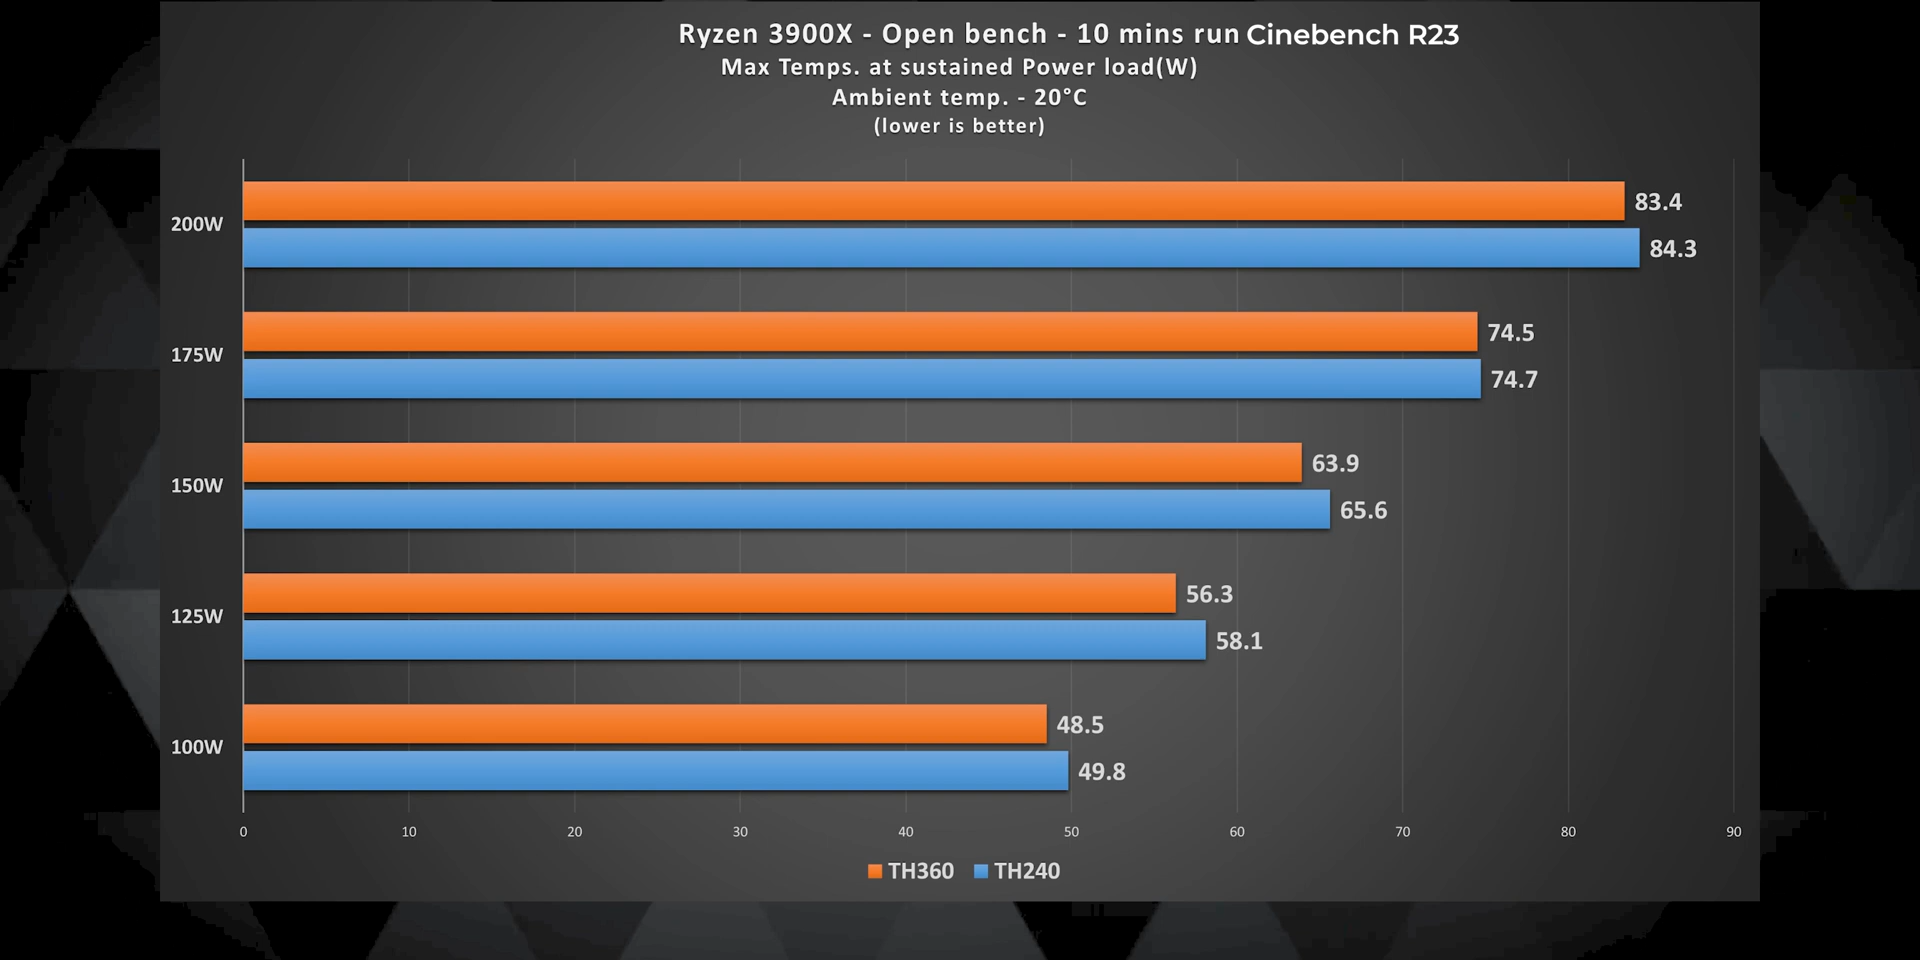 Ryzen 3900X - Open bench - 10 mins run Cinebench R23
Max Temps. at sustained Power load(W)
Ambient temp. - 20°C
(lower is better)
200W
83.4
84.3
175W
74.5
74.7
150W
63.9
65.6
125W
56.3
58.1
100W
48.5
49.8
0 10 20 30 40 50 60 70 80 90
TH360 TH240